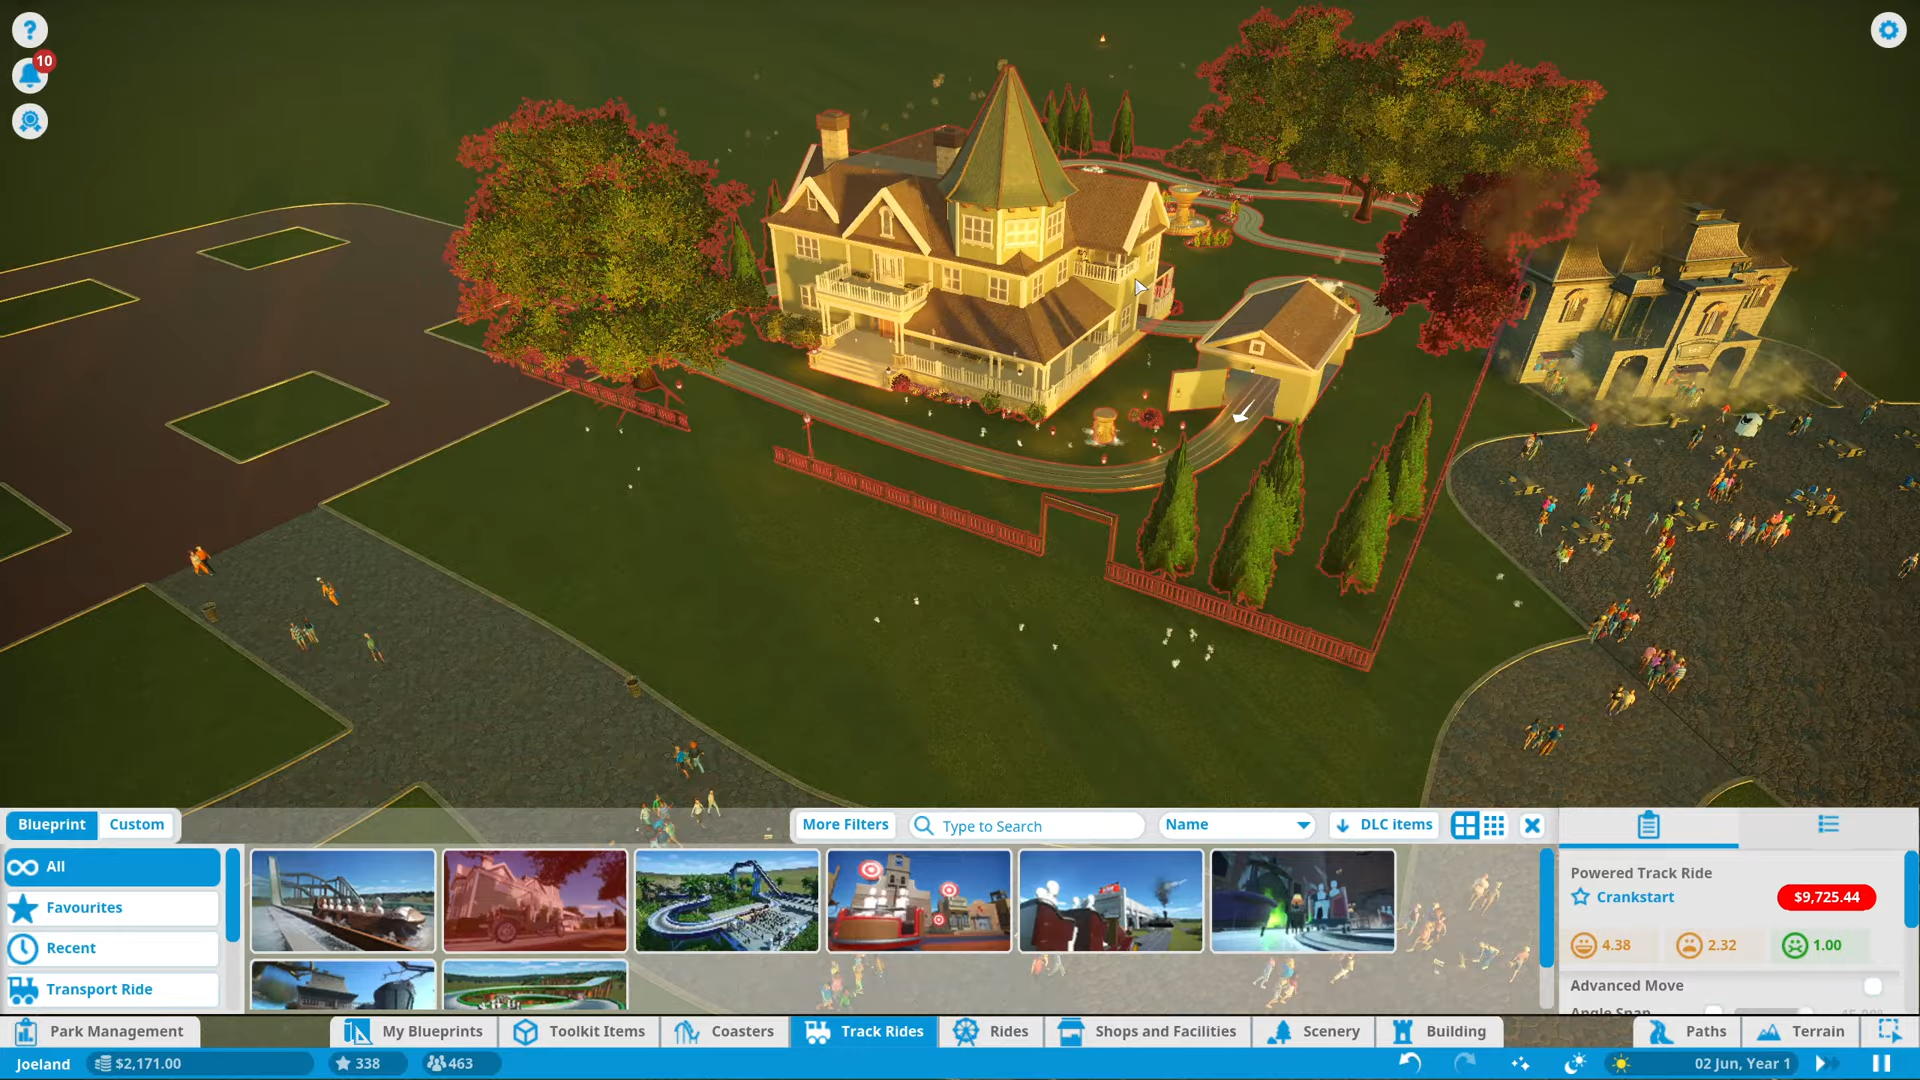 ?
10
Blueprint
Custom
More Filters
Type to Search
Name
DLC items
All
Favourites
Recent
Transport Ride
Powered Track Ride
Crankstart
$9,725.44
4.38
2.32
1.00
Advanced Move
Angle Snap
Park Management
My Blueprints
Toolkit Items
Coasters
Track Rides
Rides
Shops and Facilities
Scenery
Building
Paths
Terrain
Joeland
$2,171.00
338
463
02 Jun, Year 1